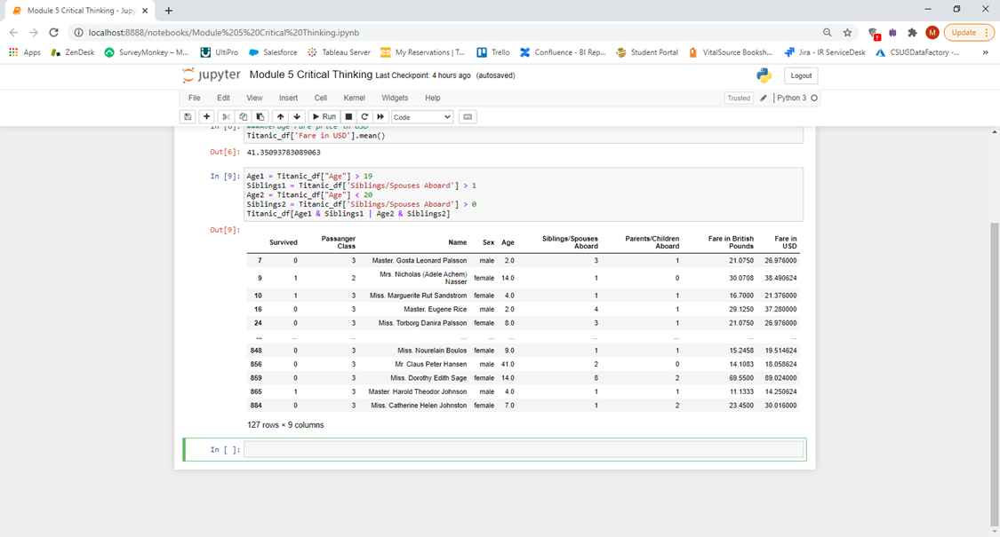 Module 5 Critical Thinking - Jupy
localhost:8888/notebooks/Module%205%20Critical%20Thinking.ipynb
Update
Apps ZenDesk SurveyMonkey – M... UltiPro Salesforce Tableau Server My Reservations | T... Trello Confluence - BI Rep... Student Portal VitalSource Booksh... Jira - IR ServiceDesk CSUGDataFactory -... »
jupyter Module 5 Critical Thinking Last Checkpoint: 4 hours ago (autosaved) Logout
File Edit View Insert Cell Kernel Widgets Help Trusted Python 3
Run Code
In [6]: ###Average fare price in USD
Titanic_df['Fare in USD'].mean()
Out[6]: 41.35093783089063
In [9]: Age1 = Titanic_df["Age"] > 19
Siblings1 = Titanic_df['Siblings/Spouses Aboard'] > 1
Age2 = Titanic_df["Age"] < 20
Siblings2 = Titanic_df['Siblings/Spouses Aboard'] > 0
Titanic_df[Age1 & Siblings1 | Age2 & Siblings2]
Out[9]:
Survived Passanger Class Name Sex Age Siblings/Spouses Aboard Parents/Children Aboard Fare in British Pounds Fare in USD
7 0 3 Master. Gosta Leonard Palsson male 2.0 3 1 21.0750 26.976000
9 1 2 Mrs. Nicholas (Adele Achem) Nasser female 14.0 1 0 30.0708 38.490624
10 1 3 Miss. Marguerite Rut Sandstrom female 4.0 1 1 16.7000 21.376000
16 0 3 Master. Eugene Rice male 2.0 4 1 29.1250 37.280000
24 0 3 Miss. Torborg Danira Palsson female 8.0 3 1 21.0750 26.976000
... ... ... ... ... ... ... ... ... ...
848 0 3 Miss. Nourelain Boulos female 9.0 1 1 15.2458 19.514624
856 0 3 Mr. Claus Peter Hansen male 41.0 2 0 14.1083 18.058624
859 0 3 Miss. Dorothy Edith Sage female 14.0 8 2 69.5500 89.024000
865 1 3 Master. Harold Theodor Johnson male 4.0 1 1 11.1333 14.250624
884 0 3 Miss. Catherine Helen Johnston female 7.0 1 2 23.4500 30.016000
127 rows × 9 columns
In [ ]: